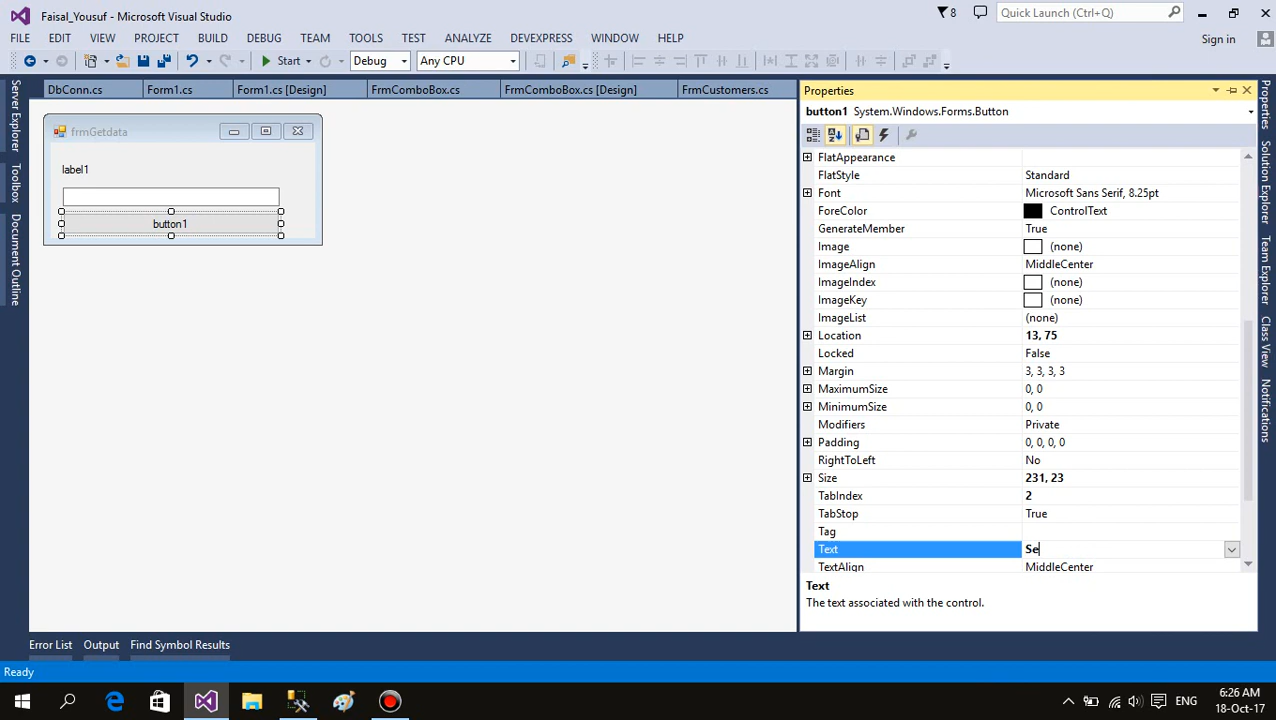 Faisal_Yousuf - Microsoft Visual Studio
8
Quick Launch (Ctrl+Q)
FILE EDIT VIEW PROJECT BUILD DEBUG TEAM TOOLS TEST ANALYZE DEVEXPRESS WINDOW HELP
Sign in
Start Debug Any CPU
DbConn.cs Form1.cs Form1.cs [Design] FrmComboBox.cs FrmComboBox.cs [Design] FrmCustomers.cs
Server Explorer
Toolbox
Document Outline
frmGetdata
label1
button1
Properties
button1 System.Windows.Forms.Button
FlatAppearance
FlatStyle Standard
Font Microsoft Sans Serif, 8.25pt
ForeColor ControlText
GenerateMember True
Image (none)
ImageAlign MiddleCenter
ImageIndex (none)
ImageKey (none)
ImageList (none)
Location 13, 75
Locked False
Margin 3, 3, 3, 3
MaximumSize 0, 0
MinimumSize 0, 0
Modifiers Private
Padding 0, 0, 0, 0
RightToLeft No
Size 231, 23
TabIndex 2
TabStop True
Tag
Text Se
TextAlign MiddleCenter
Text
The text associated with the control.
Properties
Solution Explorer
Team Explorer
Class View
Notifications
Error List Output Find Symbol Results
Ready
ENG
6:26 AM
18-Oct-17